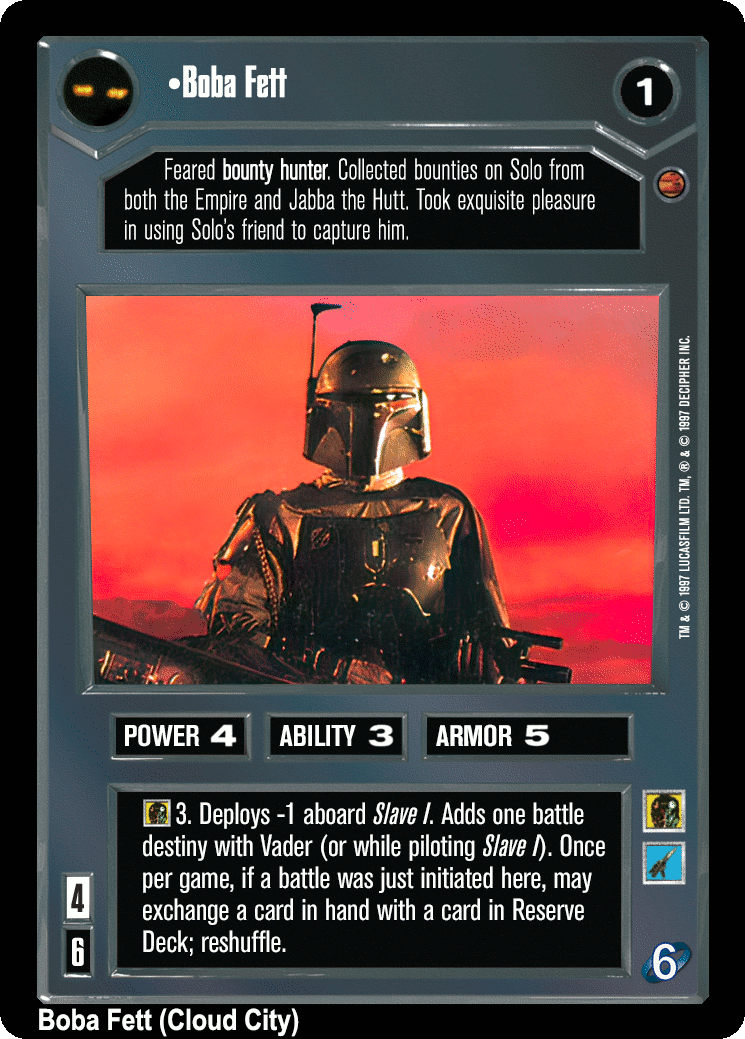 •Boba Fett
1
Feared bounty hunter. Collected bounties on Solo from
both the Empire and Jabba the Hutt. Took exquisite pleasure
in using Solo's friend to capture him.
TM & © 1997 LUCASFILM LTD. TM, ® & © 1997 DECIPHER INC.
POWER 4
ABILITY 3
ARMOR 5
3. Deploys -1 aboard Slave I. Adds one battle
destiny with Vader (or while piloting Slave I). Once
per game, if a battle was just initiated here, may
exchange a card in hand with a card in Reserve
Deck; reshuffle.
4
6
6
Boba Fett (Cloud City)